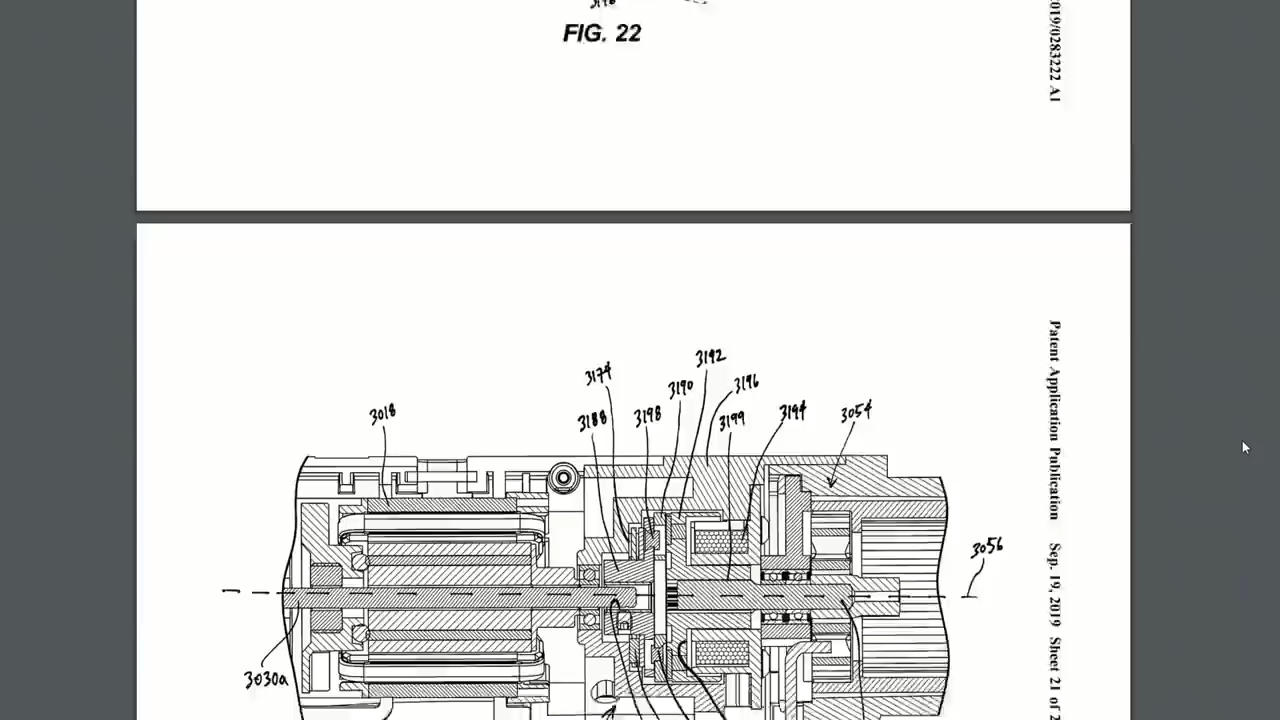 FIG. 22
2019/0283222 A1
Patent Application Publication Sep. 19, 2019 Sheet 21 of 2
3192
3174
3190
3196
3018
3188
3198
3199
3194
3054
3056
3030a